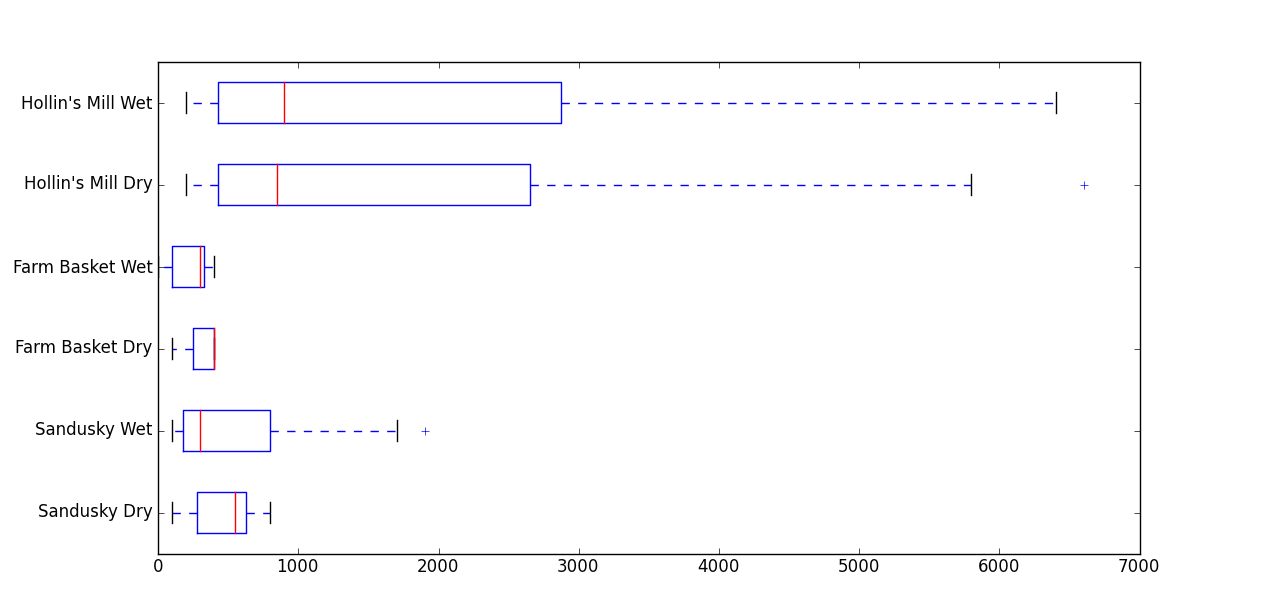 Hollin's Mill Wet
Hollin's Mill Dry
Farm Basket Wet
Farm Basket Dry
Sandusky Wet
Sandusky Dry
0 1000 2000 3000 4000 5000 6000 7000